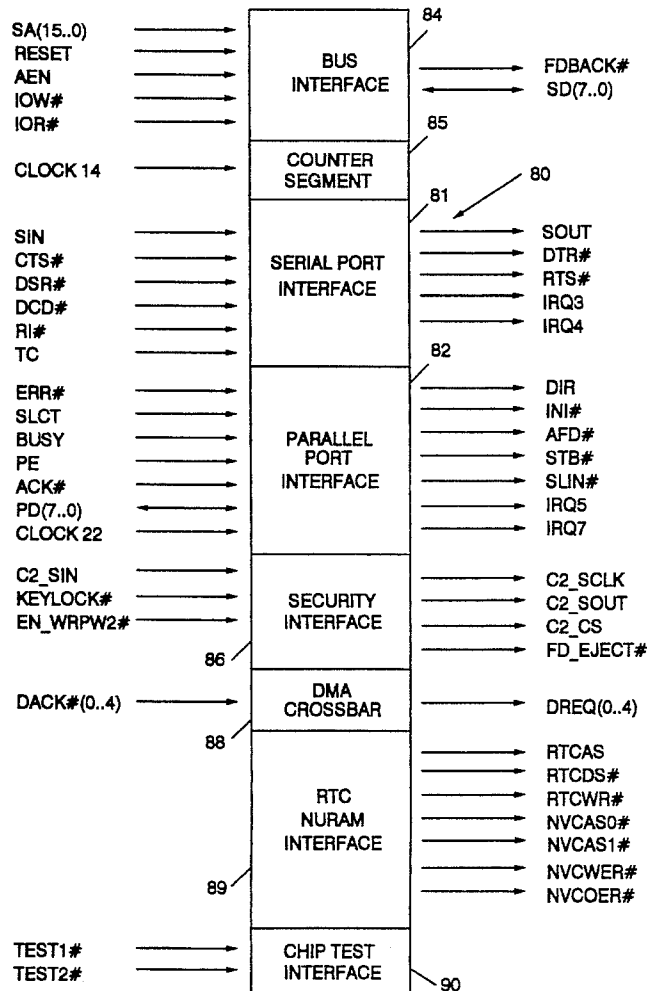 SA(15..0)
RESET
AEN
IOW#
IOR#
BUS
INTERFACE
84
FDBACK#
SD(7..0)
85
CLOCK 14
COUNTER
SEGMENT
81
80
SIN
CTS#
DSR#
DCD#
RI#
TC
SERIAL PORT
INTERFACE
SOUT
DTR#
RTS#
IRQ3
IRQ4
82
ERR#
SLCT
BUSY
PE
ACK#
PD(7..0)
CLOCK 22
PARALLEL
PORT
INTERFACE
DIR
INI#
AFD#
STB#
SLIN#
IRQ5
IRQ7
C2_SIN
KEYLOCK#
EN_WRPW2#
86
SECURITY
INTERFACE
C2_SCLK
C2_SOUT
C2_CS
FD_EJECT#
DACK#(0..4)
88
DMA
CROSSBAR
DREQ(0..4)
89
RTC
NURAM
INTERFACE
RTCAS
RTCDS#
RTCWR#
NVCAS0#
NVCAS1#
NVCWER#
NVCOER#
TEST1#
TEST2#
CHIP TEST
INTERFACE
90